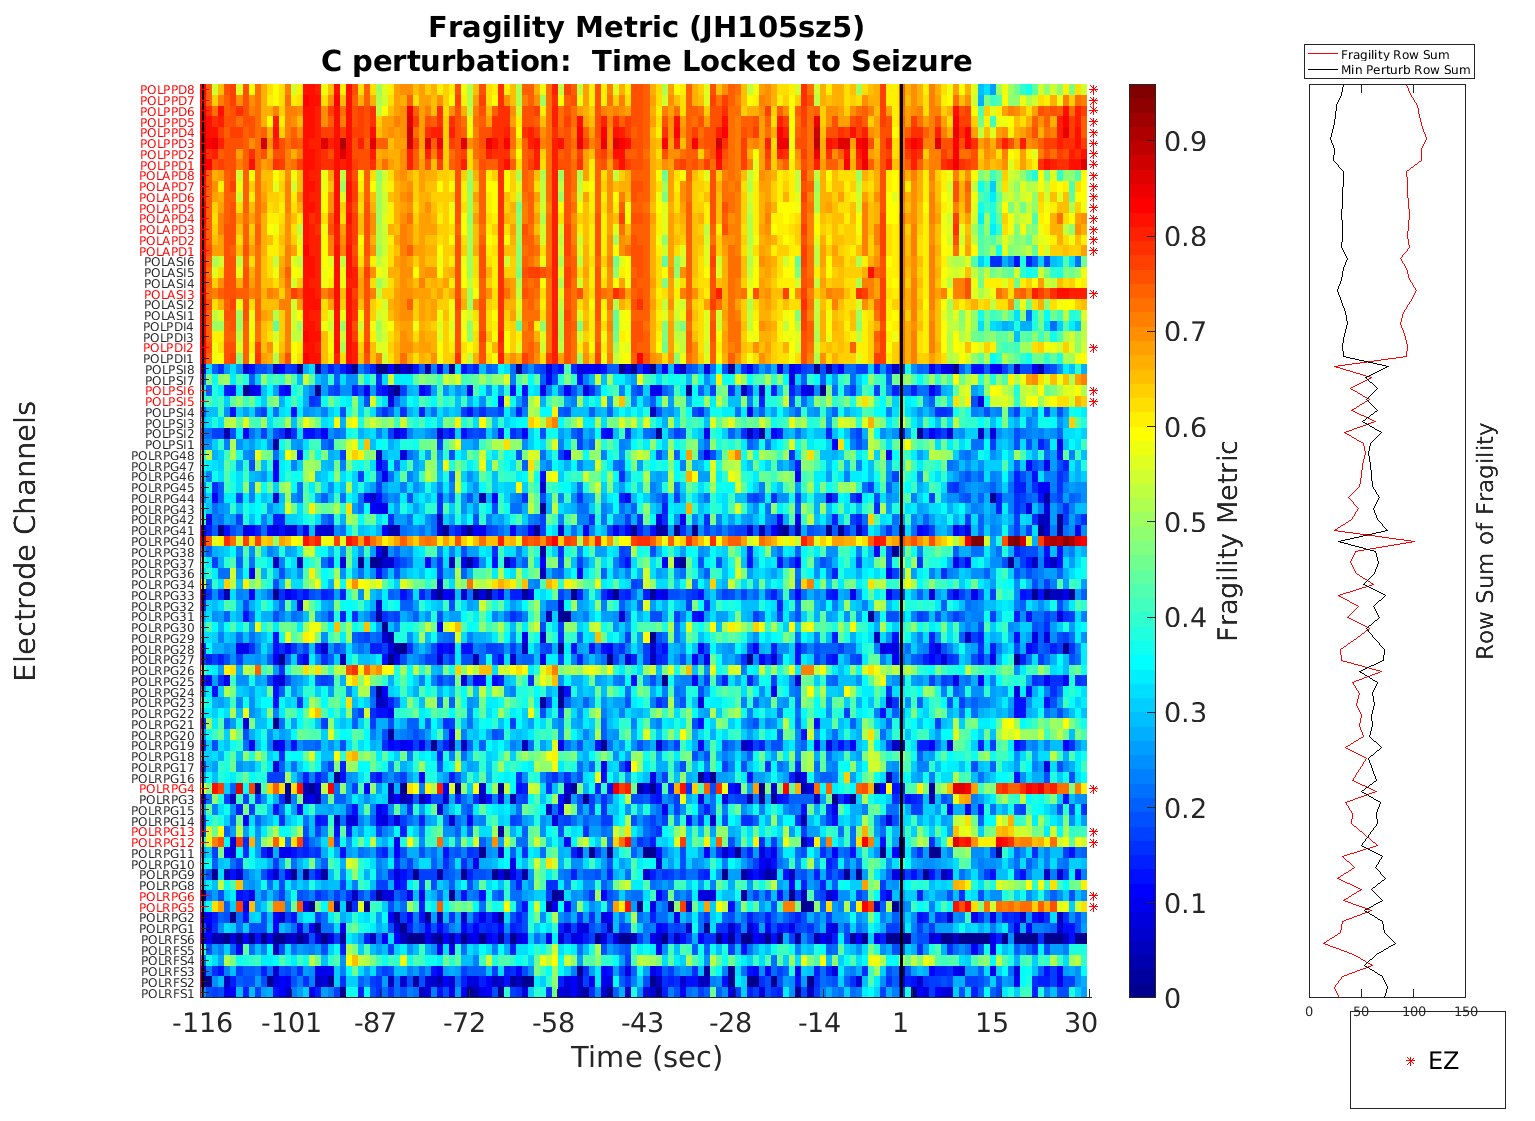 Fragility Metric (JH105sz5)
C perturbation:  Time Locked to Seizure
Fragility Row Sum
Min Perturb Row Sum
Electrode Channels
POLPPD8
POLPPD7
POLPPD6
POLPPD5
POLPPD4
POLPPD3
POLPPD2
POLPPD1
POLAPD8
POLAPD7
POLAPD6
POLAPD5
POLAPD4
POLAPD3
POLAPD2
POLAPD1
POLASI6
POLASI5
POLASI4
POLASI3
POLASI2
POLASI1
POLPDI4
POLPDI3
POLPDI2
POLPDI1
POLPSI8
POLPSI7
POLPSI6
POLPSI5
POLPSI4
POLPSI3
POLPSI2
POLPSI1
POLRPG48
POLRPG47
POLRPG46
POLRPG45
POLRPG44
POLRPG43
POLRPG42
POLRPG41
POLRPG40
POLRPG38
POLRPG37
POLRPG36
POLRPG34
POLRPG33
POLRPG32
POLRPG31
POLRPG30
POLRPG29
POLRPG28
POLRPG27
POLRPG26
POLRPG25
POLRPG24
POLRPG23
POLRPG22
POLRPG21
POLRPG20
POLRPG19
POLRPG18
POLRPG17
POLRPG16
POLRPG4
POLRPG3
POLRPG15
POLRPG14
POLRPG13
POLRPG12
POLRPG11
POLRPG10
POLRPG9
POLRPG8
POLRPG6
POLRPG5
POLRPG2
POLRPG1
POLRFS6
POLRFS5
POLRFS4
POLRFS3
POLRFS2
POLRFS1
-116 -101 -87 -72 -58 -43 -28 -14 1 15 30
Time (sec)
0.9
0.8
0.7
0.6
0.5
0.4
0.3
0.2
0.1
0
Fragility Metric
0 50 100 150
Row Sum of Fragility
EZ